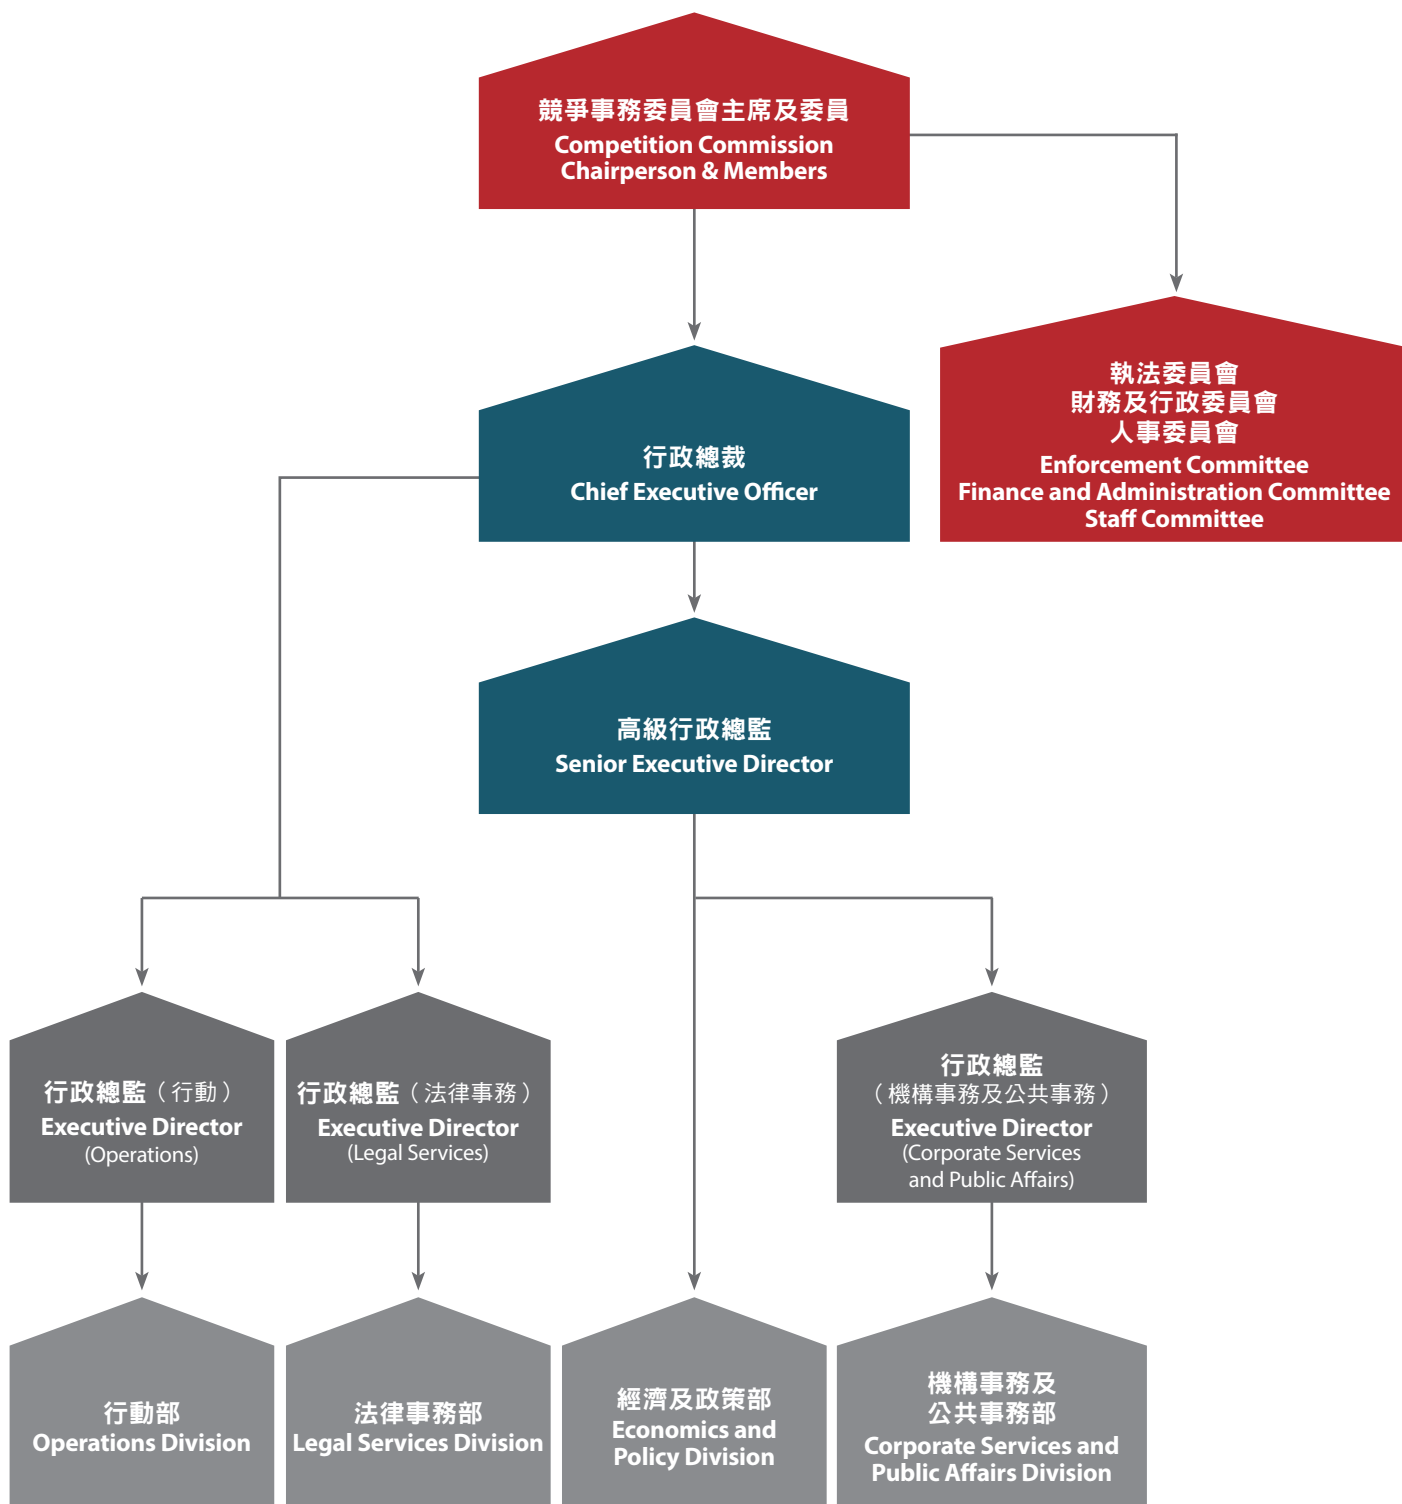 競爭事務委員會主席及委員
Competition Commission
Chairperson & Members
執法委員會
財務及行政委員會
人事委員會
Enforcement Committee
Finance and Administration Committee
Staff Committee
行政總裁
Chief Executive Officer
高級行政總監
Senior Executive Director
行政總監（行動）
Executive Director
(Operations)
行政總監（法律事務）
Executive Director
(Legal Services)
行政總監
（機構事務及公共事務）
Executive Director
(Corporate Services
and Public Affairs)
行動部
Operations Division
法律事務部
Legal Services Division
經濟及政策部
Economics and
Policy Division
機構事務及
公共事務部
Corporate Services and
Public Affairs Division